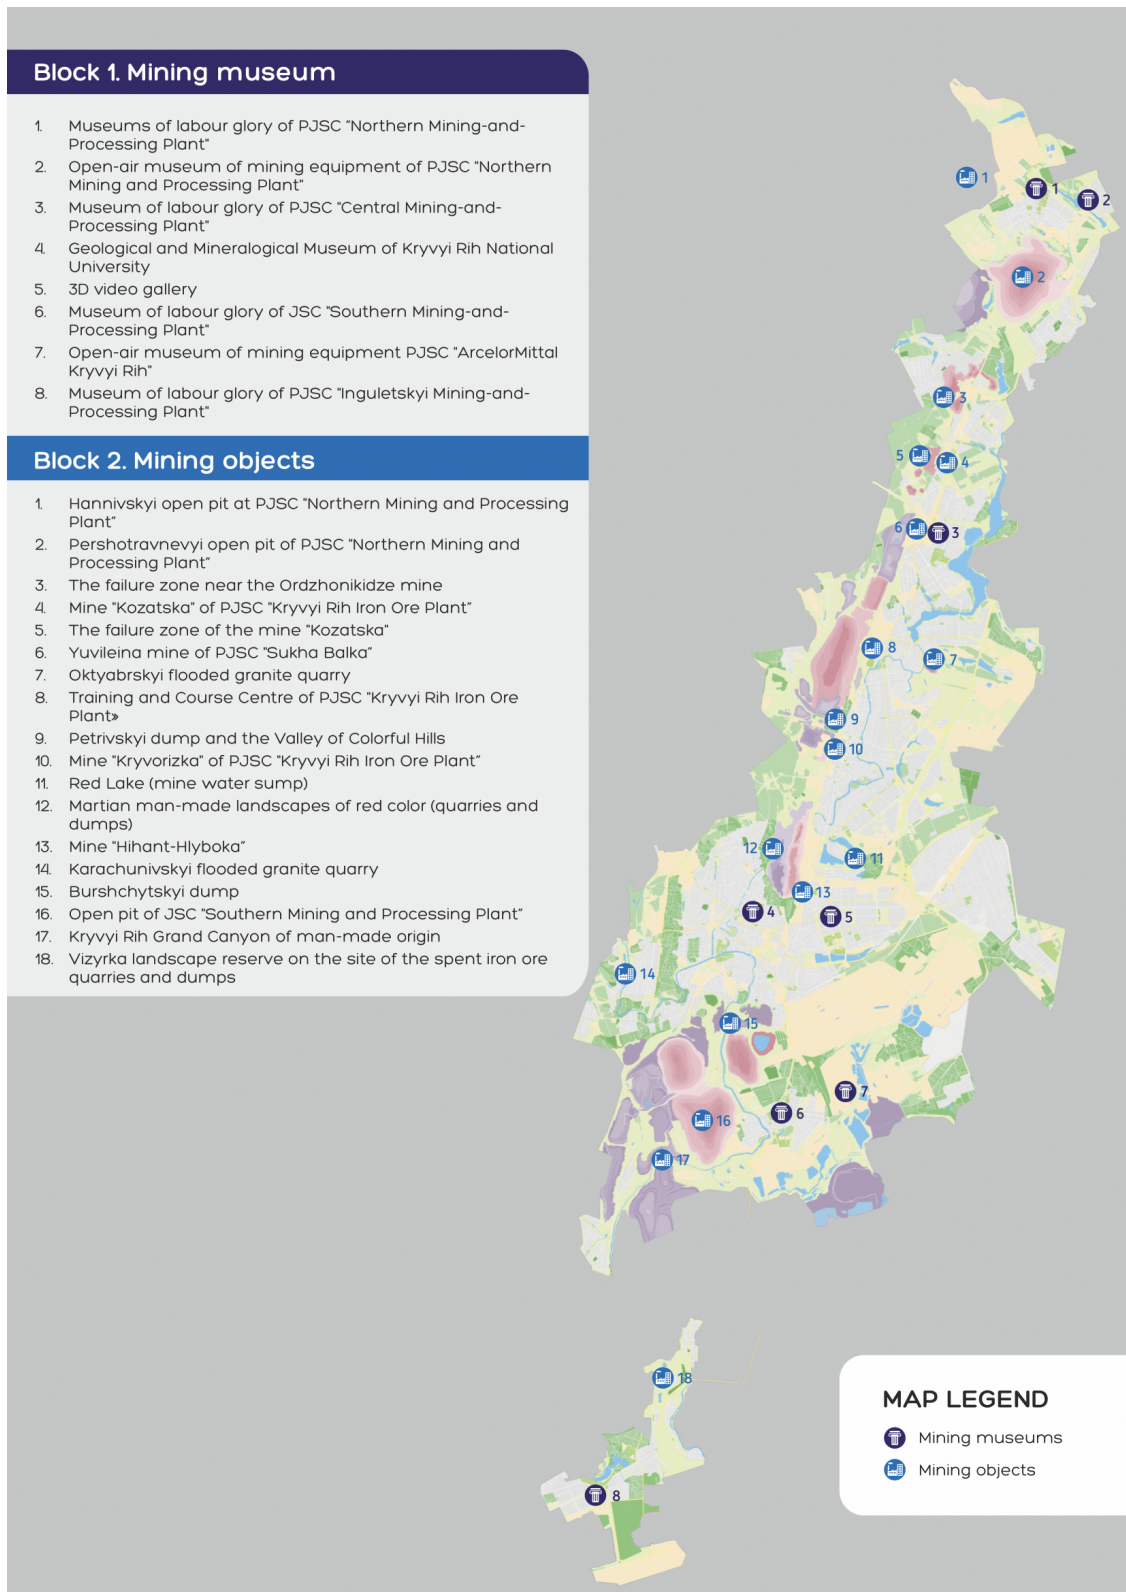 Block 1. Mining museum
1. Museums of labour glory of PJSC "Northern Mining-and-
Processing Plant"
2. Open-air museum of mining equipment of PJSC "Northern
Mining and Processing Plant"
3. Museum of labour glory of PJSC "Central Mining-and-
Processing Plant"
4. Geological and Mineralogical Museum of Kryvyi Rih National
University
5. 3D video gallery
6. Museum of labour glory of JSC "Southern Mining-and-
Processing Plant"
7. Open-air museum of mining equipment PJSC "ArcelorMittal
Kryvyi Rih"
8. Museum of labour glory of PJSC "Inguletskyi Mining-and-
Processing Plant"
Block 2. Mining objects
1. Hannivskyi open pit at PJSC "Northern Mining and Processing
Plant"
2. Pershotravnevyi open pit of PJSC "Northern Mining and
Processing Plant"
3. The failure zone near the Ordzhonikidze mine
4. Mine "Kozatska" of PJSC "Kryvyi Rih Iron Ore Plant"
5. The failure zone of the mine "Kozatska"
6. Yuvileina mine of PJSC "Sukha Balka"
7. Oktyabrskyi flooded granite quarry
8. Training and Course Centre of PJSC "Kryvyi Rih Iron Ore
Plant»
9. Petrivskyi dump and the Valley of Colorful Hills
10. Mine "Kryvorizka" of PJSC "Kryvyi Rih Iron Ore Plant"
11. Red Lake (mine water sump)
12. Martian man-made landscapes of red color (quarries and
dumps)
13. Mine "Hihant-Hlyboka"
14. Karachunivskyi flooded granite quarry
15. Burshchytskyi dump
16. Open pit of JSC "Southern Mining and Processing Plant"
17. Kryvyi Rih Grand Canyon of man-made origin
18. Vizyrka landscape reserve on the site of the spent iron ore
quarries and dumps
1
1
2
2
3
5
4
6
3
8
7
9
10
12
11
13
4
5
14
15
7
6
16
17
18
8
MAP LEGEND
Mining museums
Mining objects